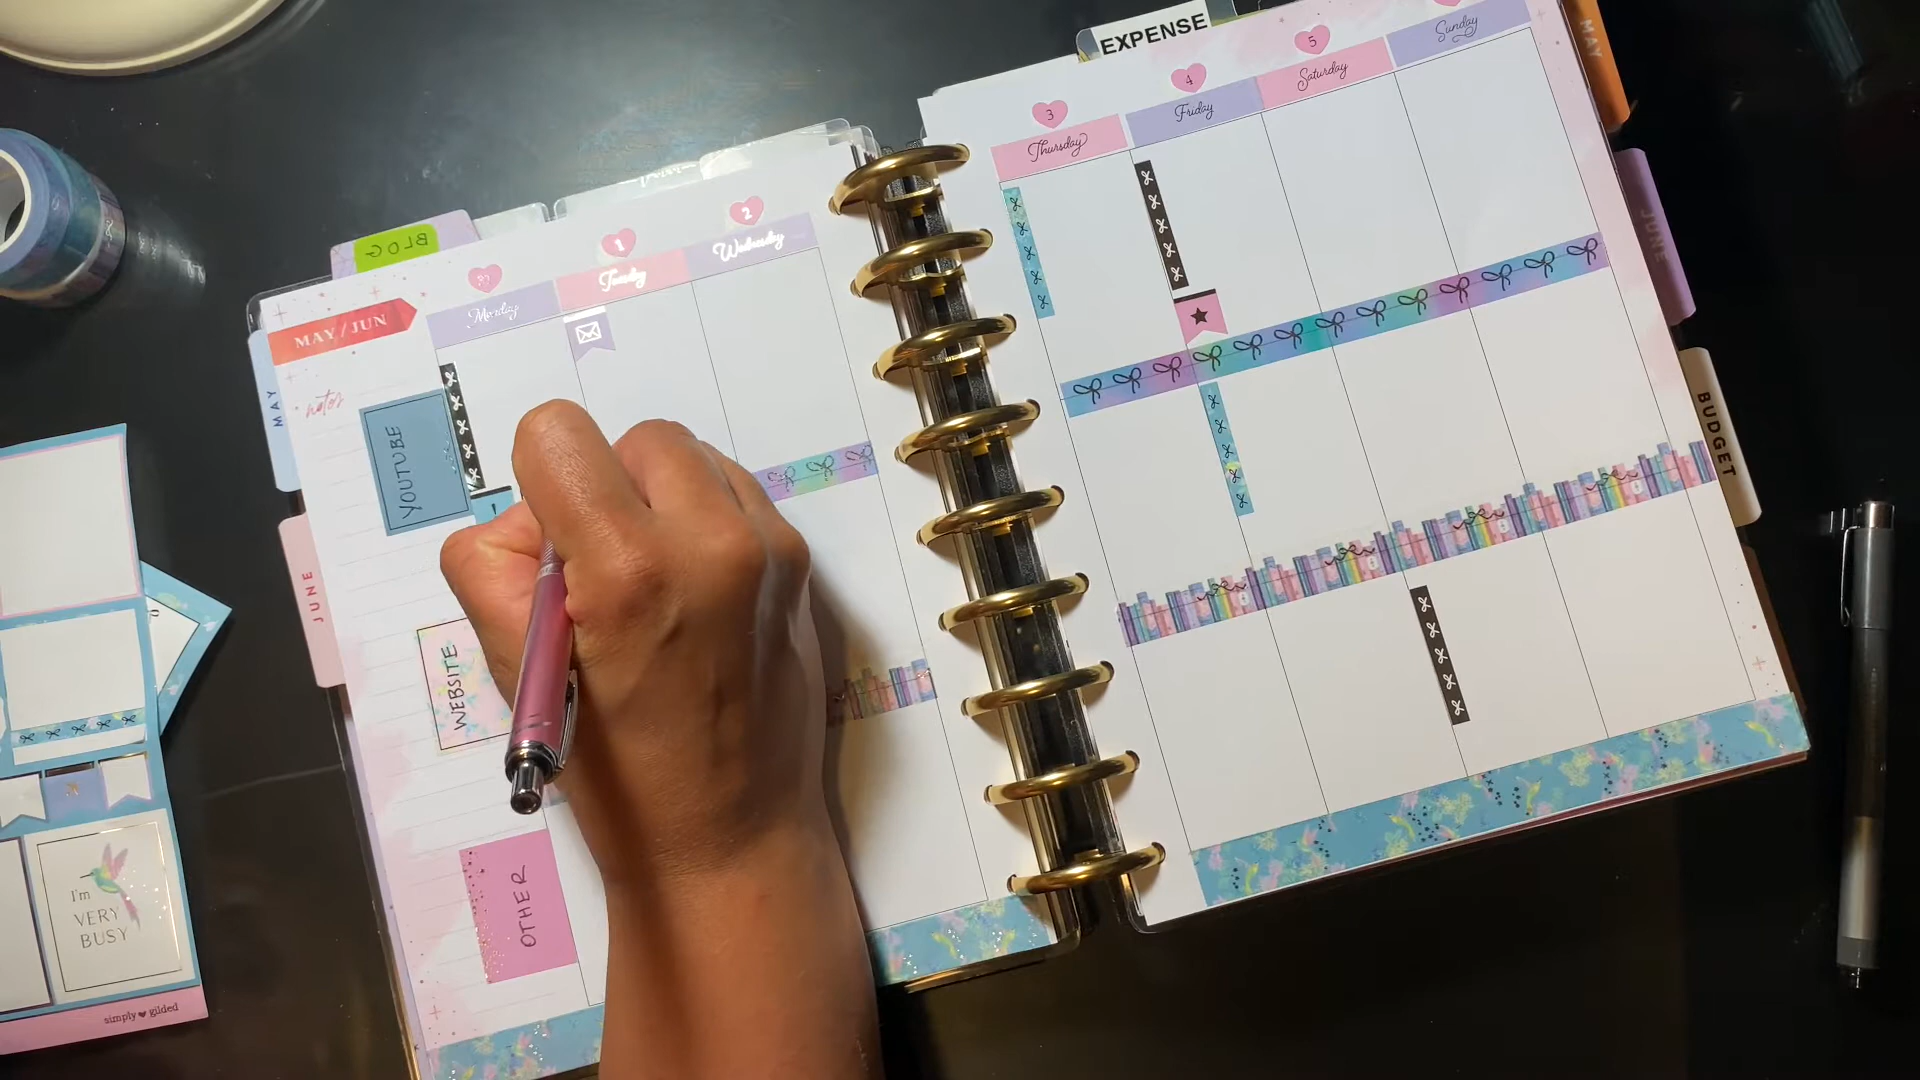 EXPENSE
BLOG
MAY / JUN
notes
31
Monday
1
Tuesday
2
Wednesday
3
Thursday
4
Friday
5
Saturday
Sunday
MAY
JUNE
MAY
JUNE
BUDGET
YOUTUBE
WEBSITE
OTHER
I'm
VERY
BUSY
simply gilded